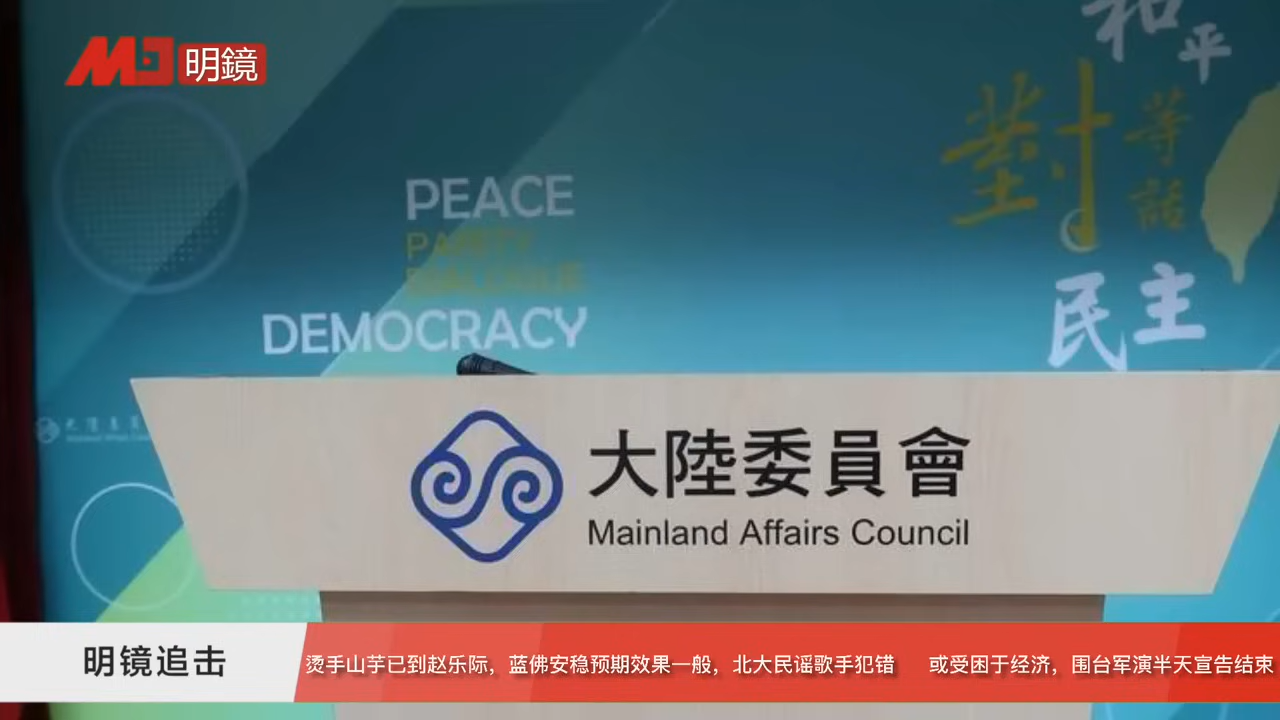 明鏡
和平
對等
話
民主
PEACE
PARITY
DIALOGUE
DEMOCRACY
大陸委員會
Mainland Affairs Council
明镜追击
烫手山芋已到赵乐际，蓝佛安稳预期效果一般，北大民谣歌手犯错 或受困于经济，围台军演半天宣告结束